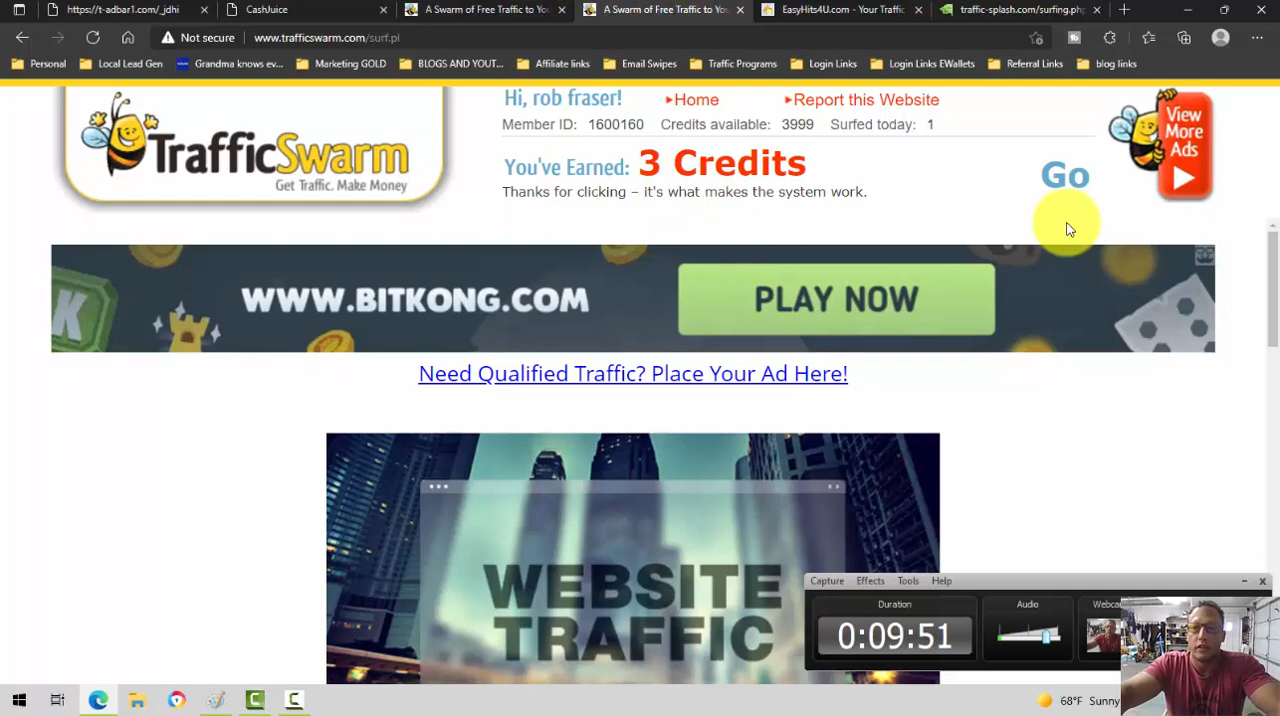 https://t-adbar1.com/_jdhi
CashJuice
A Swarm of Free Traffic to You
A Swarm of Free Traffic to You
EasyHits4U.com - Your Traffic
traffic-splash.com/surfing.php
Not secure
www.trafficswarm.com/surf.pl
Personal
Local Lead Gen
Grandma knows ev...
Marketing GOLD
BLOGS AND YOUT...
Affiliate links
Email Swipes
Traffic Programs
Login Links
Login Links EWallets
Referral Links
blog links
TrafficSwarm
Get Traffic. Make Money
Hi, rob fraser!
Home
Report this Website
Member ID: 1600160 Credits available: 3999 Surfed today: 1
You've Earned: 3 Credits
Thanks for clicking – it's what makes the system work.
Go
View
More
Ads
WWW.BITKONG.COM
PLAY NOW
Need Qualified Traffic? Place Your Ad Here!
WEBSITE
TRAFFIC
Capture Effects Tools Help
Duration
Audio
Webca
0:09:51
68°F Sunny